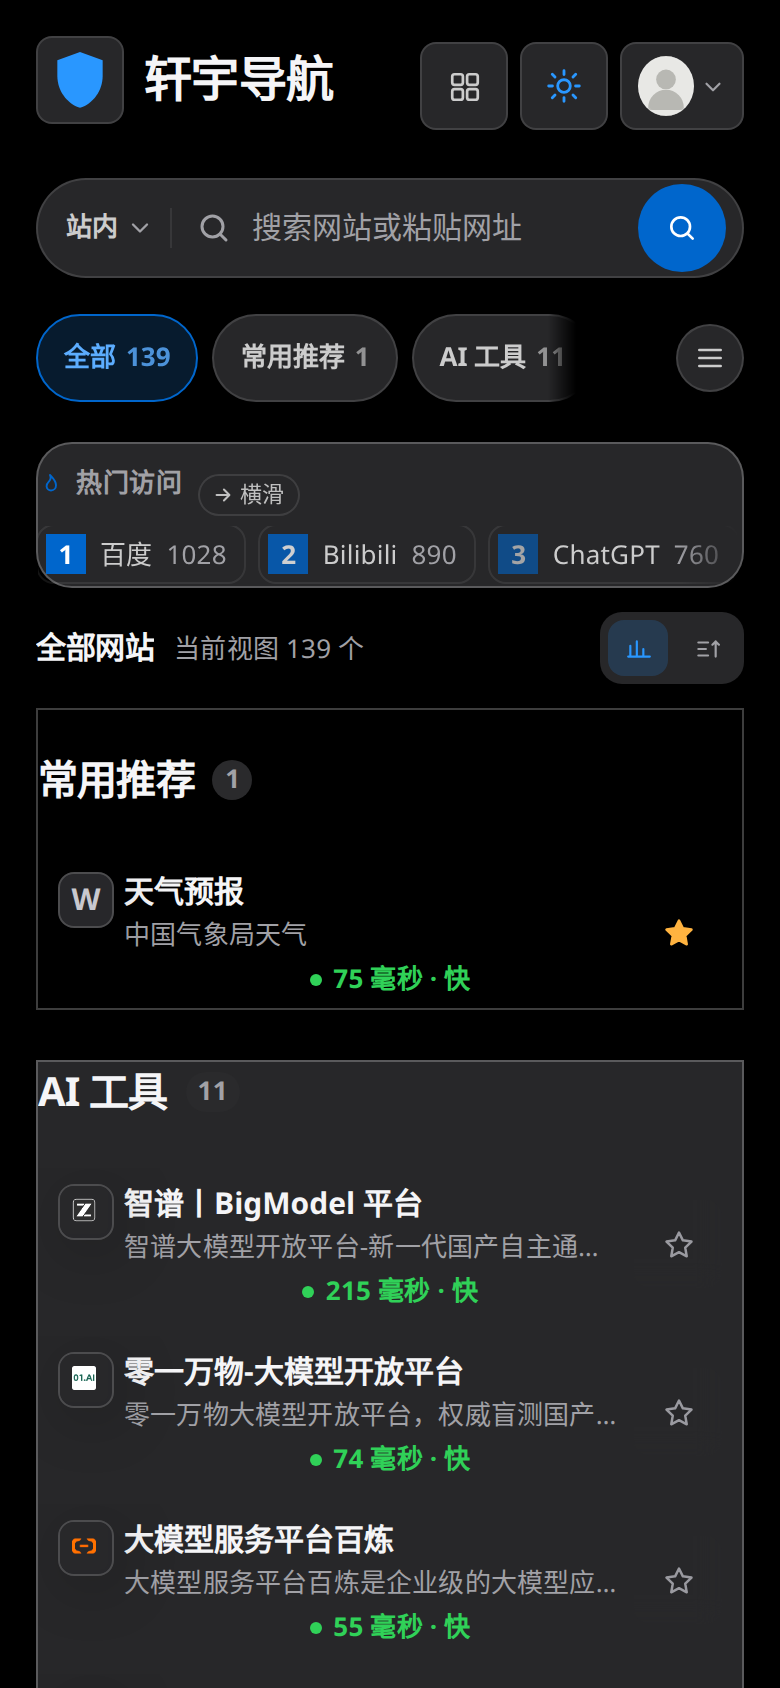 轩宇导航
站内 搜索网站或粘贴网址
全部 139 常用推荐 1 AI 工具 11
热门访问 → 横滑
1 百度 1028 2 Bilibili 890 3 ChatGPT 760
全部网站 当前视图 139 个
常用推荐 1
W 天气预报
中国气象局天气
75 毫秒 · 快
AI 工具 11
智谱丨BigModel 平台
智谱大模型开放平台-新一代国产自主通...
215 毫秒 · 快
01.AI 零一万物-大模型开放平台
零一万物大模型开放平台，权威盲测国产...
74 毫秒 · 快
大模型服务平台百炼
大模型服务平台百炼是企业级的大模型应...
55 毫秒 · 快